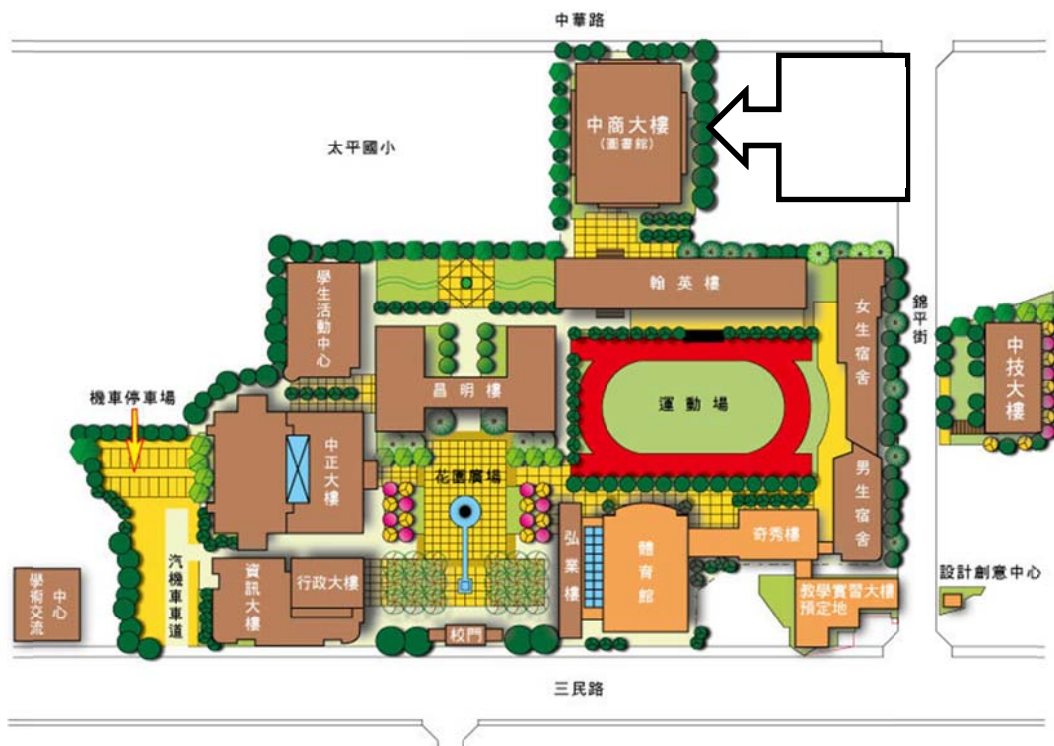 中華路
中商大樓
(圖書館)
太平國小
學生活動中心
翰英樓
女生宿舍
錦平街
中技大樓
昌明樓
運動場
機車停車場
中正大樓
花園廣場
男生宿舍
弘業樓
體育館
奇秀樓
汽機車車道
資訊大樓
行政大樓
教學實習大樓
預定地
設計創意中心
學術交流
中心
校門
三民路